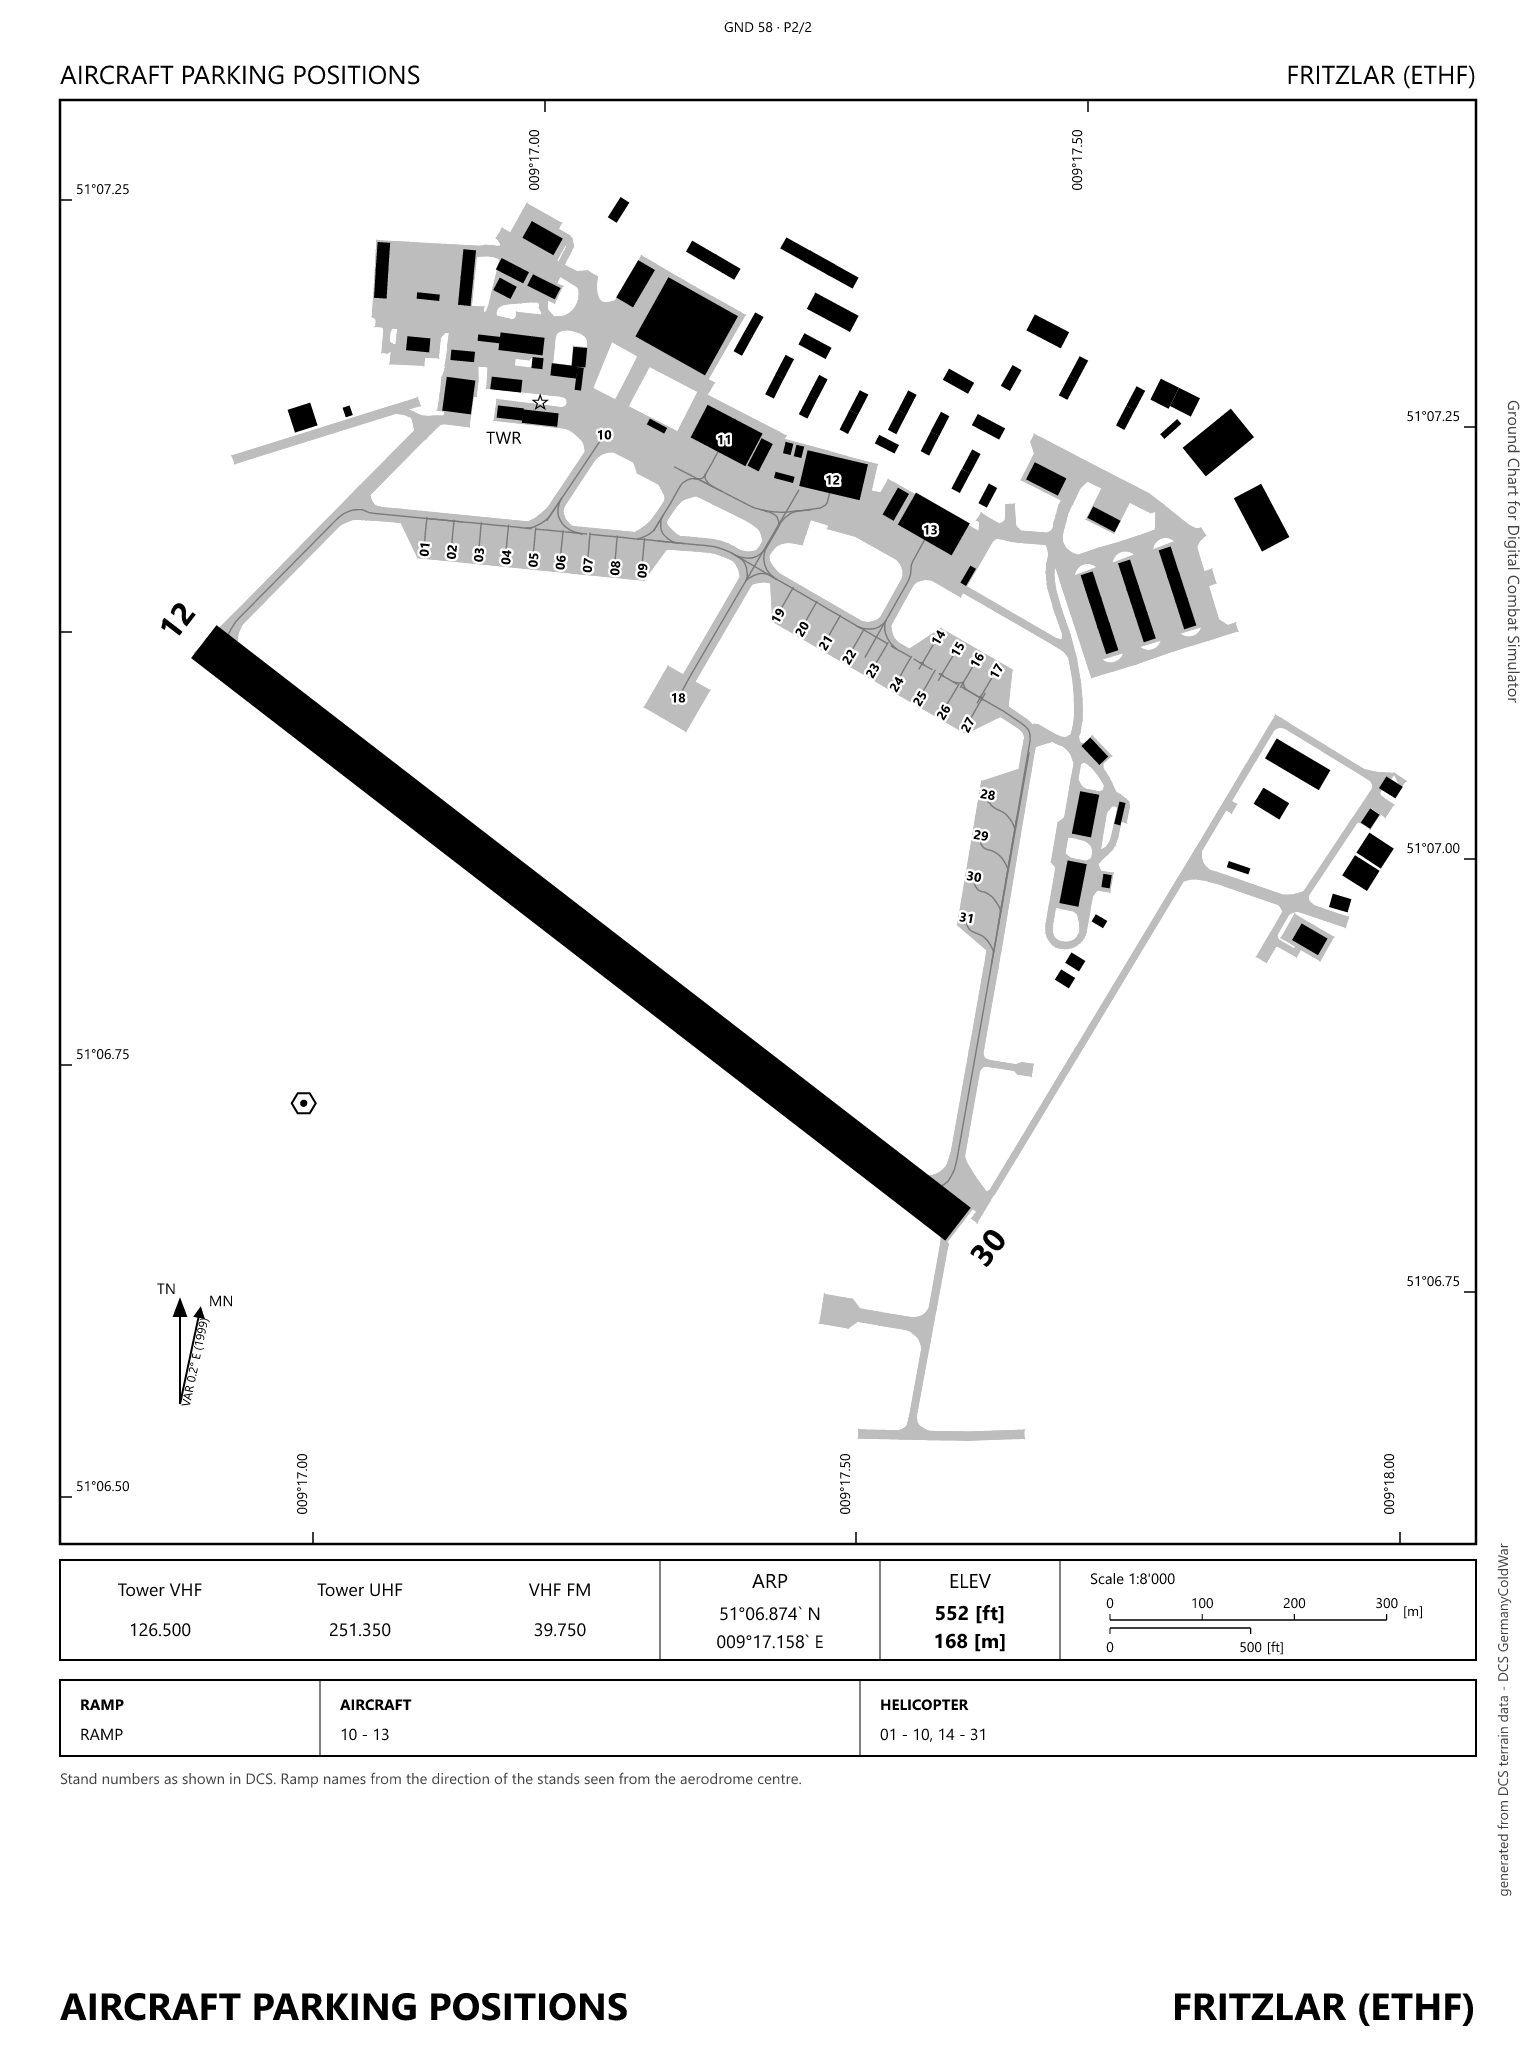 GND 58 · P2/2
AIRCRAFT PARKING POSITIONS
FRITZLAR (ETHF)
009°17.00
009°17.50
51°07.25
51°07.25
TWR
10
11
12
13
01
02
03
04
05
06
07
08
09
12
18
19
20
21
22
23
24
25
26
27
14
15
16
17
28
29
30
31
51°07.00
51°06.75
30
51°06.75
TN
MN
VAR 0.2° E (1999)
51°06.50
009°17.00
009°17.50
009°18.00
Ground Chart for Digital Combat Simulator
Tower VHF
126.500
Tower UHF
251.350
VHF FM
39.750
ARP
51°06.874` N
009°17.158` E
ELEV
552 [ft]
168 [m]
Scale 1:8'000
0 100 200 300 [m]
0 500 [ft]
RAMP
RAMP
AIRCRAFT
10 - 13
HELICOPTER
01 - 10, 14 - 31
Stand numbers as shown in DCS. Ramp names from the direction of the stands seen from the aerodrome centre.
generated from DCS terrain data - DCS GermanyColdWar
AIRCRAFT PARKING POSITIONS
FRITZLAR (ETHF)